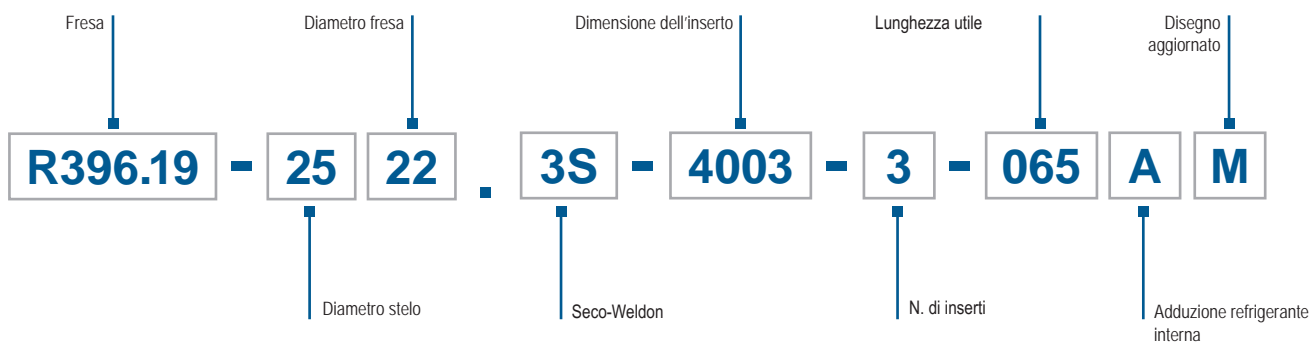 Fresa
Diametro fresa
Dimensione dell'inserto
Lunghezza utile
Disegno
aggiornato
R396.19 - 25 22 . 3S - 4003 - 3 - 065 A M
Diametro stelo
Seco-Weldon
N. di inserti
Adduzione refrigerante
interna